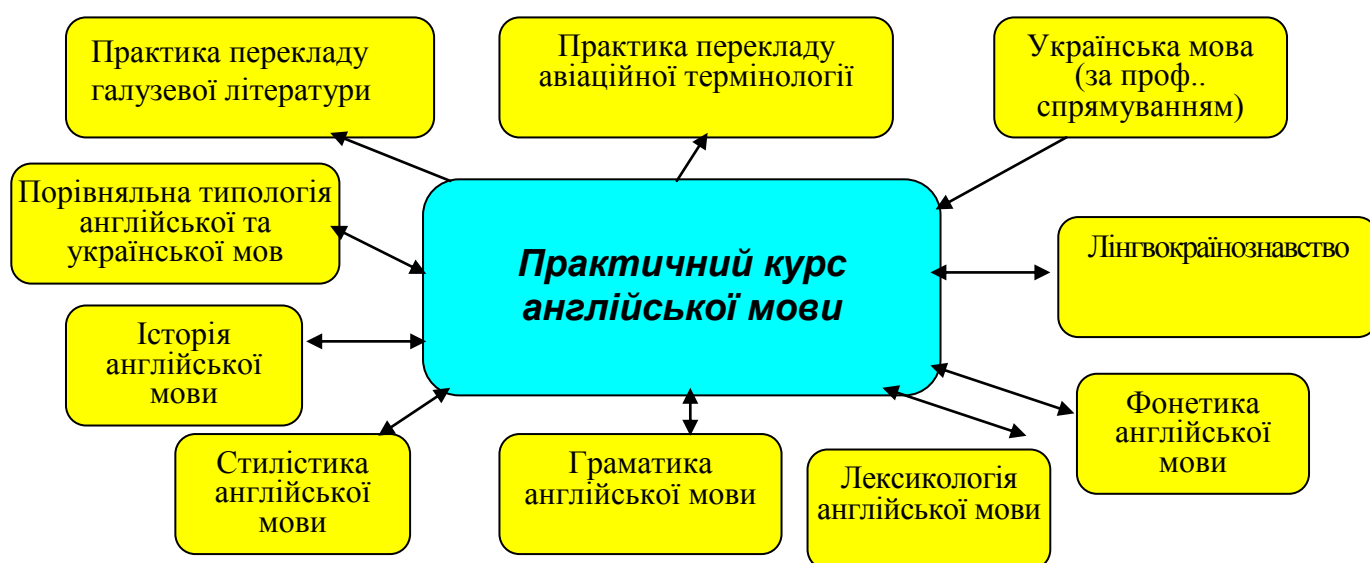 Практика перекладу
галузевої літератури
Практика перекладу
авіаційної термінології
Українська мова
(за проф..
спрямуванням)
Порівняльна типологія
англійської та
української мов
Практичний курс
англійської мови
Лінгвокраїнознавство
Історія
англійської
мови
Фонетика
англійської
мови
Стилістика
англійської
мови
Граматика
англійської мови
Лексикологія
англійської мови